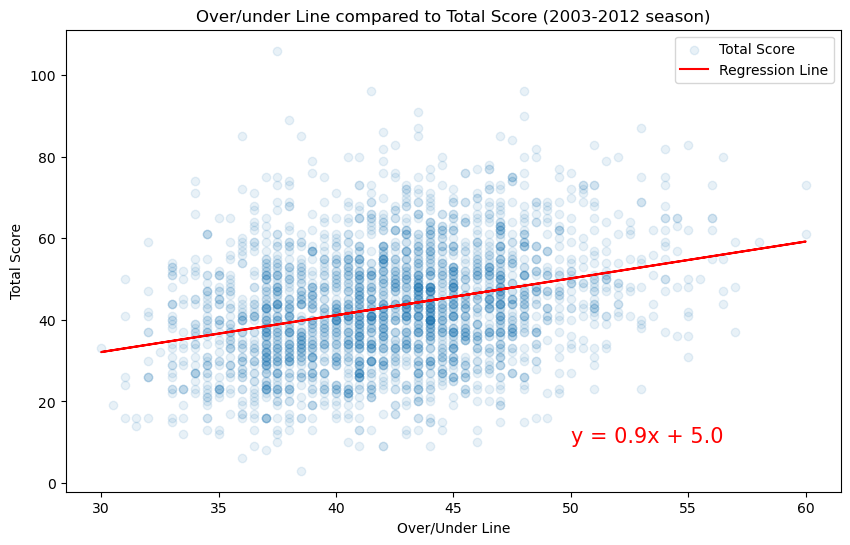 Over/under Line compared to Total Score (2003-2012 season)
Total Score
Regression Line
100
80
60
40
20
0
Total Score
y = 0.9x + 5.0
30
35
40
45
50
55
60
Over/Under Line